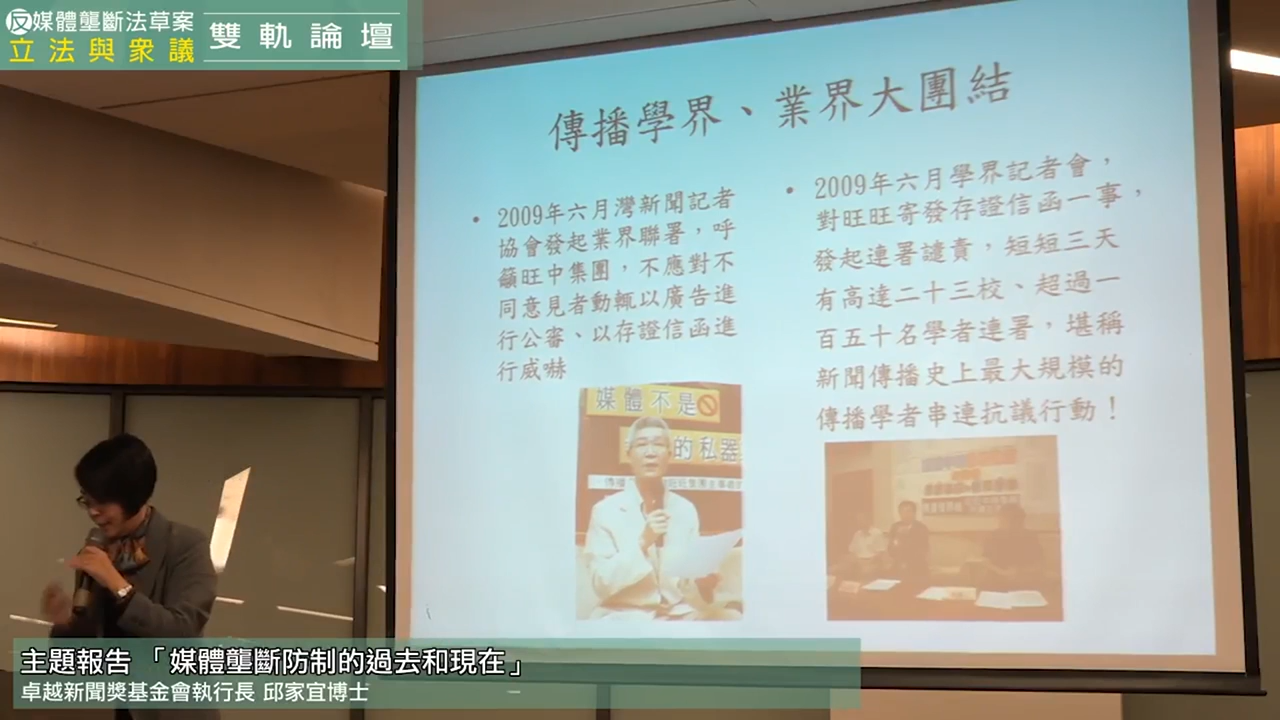 反媒體壟斷法草案
立法與眾議
雙軌論壇
傳播學界、業界大團結
• 2009年六月灣新聞記者
協會發起業界聯署，呼
籲旺中集團，不應對不
同意見者動輒以廣告進
行公審、以存證信函進
行威嚇
• 2009年六月學界記者會，
對旺旺寄發存證信函一事，
發起連署譴責，短短三天
有高達二十三校、超過一
百五十名學者連署，堪稱
新聞傳播史上最大規模的
傳播學者串連抗議行動！
媒體不是
的私器
主題報告 「媒體壟斷防制的過去和現在」
卓越新聞獎基金會執行長 邱家宜博士